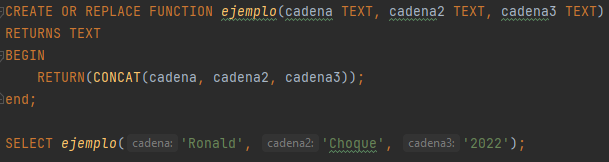 CREATE OR REPLACE FUNCTION ejemplo(cadena TEXT, cadena2 TEXT, cadena3 TEXT)
RETURNS TEXT
BEGIN
    RETURN(CONCAT(cadena, cadena2, cadena3));
end;

SELECT ejemplo( cadena: 'Ronald', cadena2: 'Choque', cadena3: '2022');